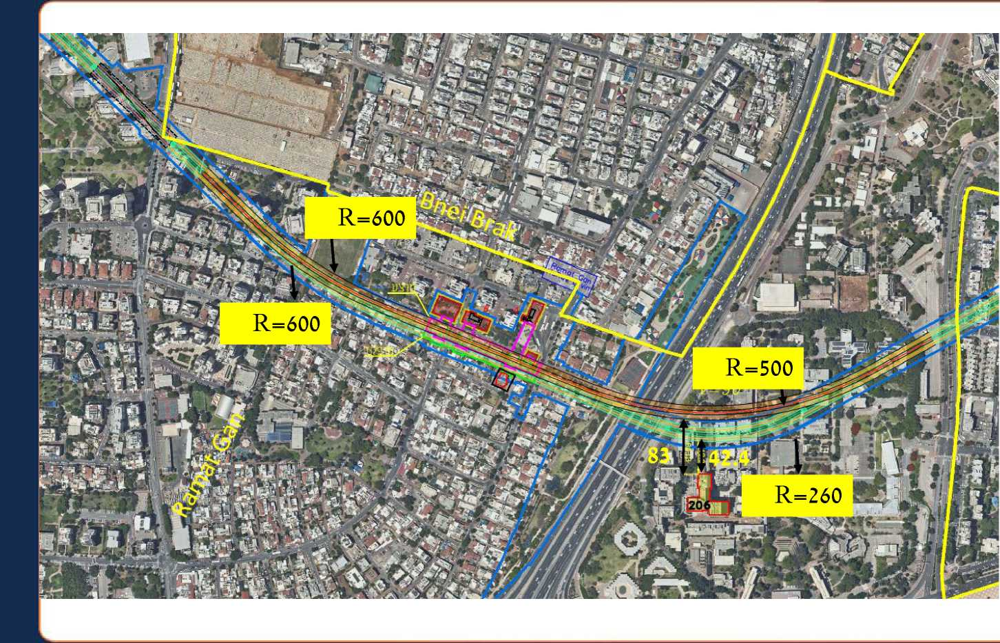 Bnei Brak
R=600
Ramat Gan
R=600
R=500
83
42.4
Ramat Gan
R=260
206